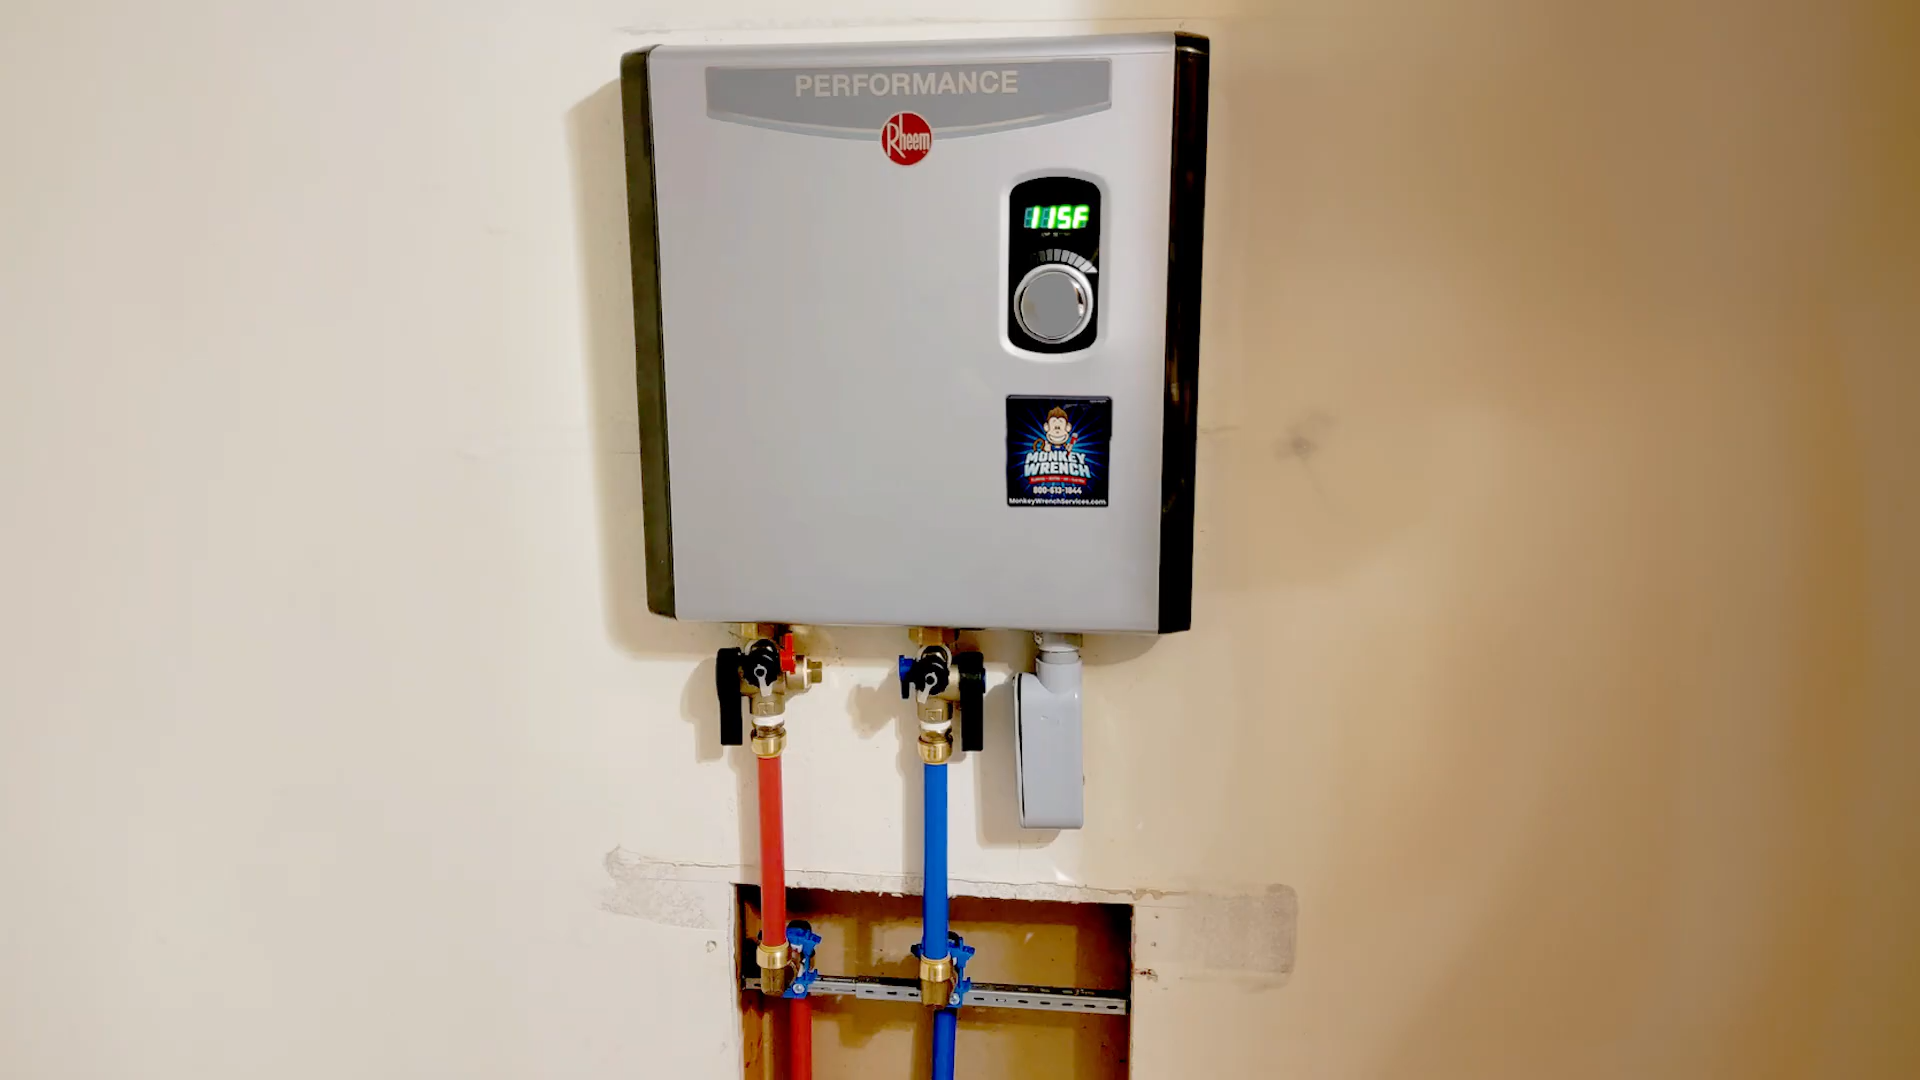 PERFORMANCE
Rheem
115F
MONKEY
WRENCH
800-613-1844
MonkeyWrenchServices.com